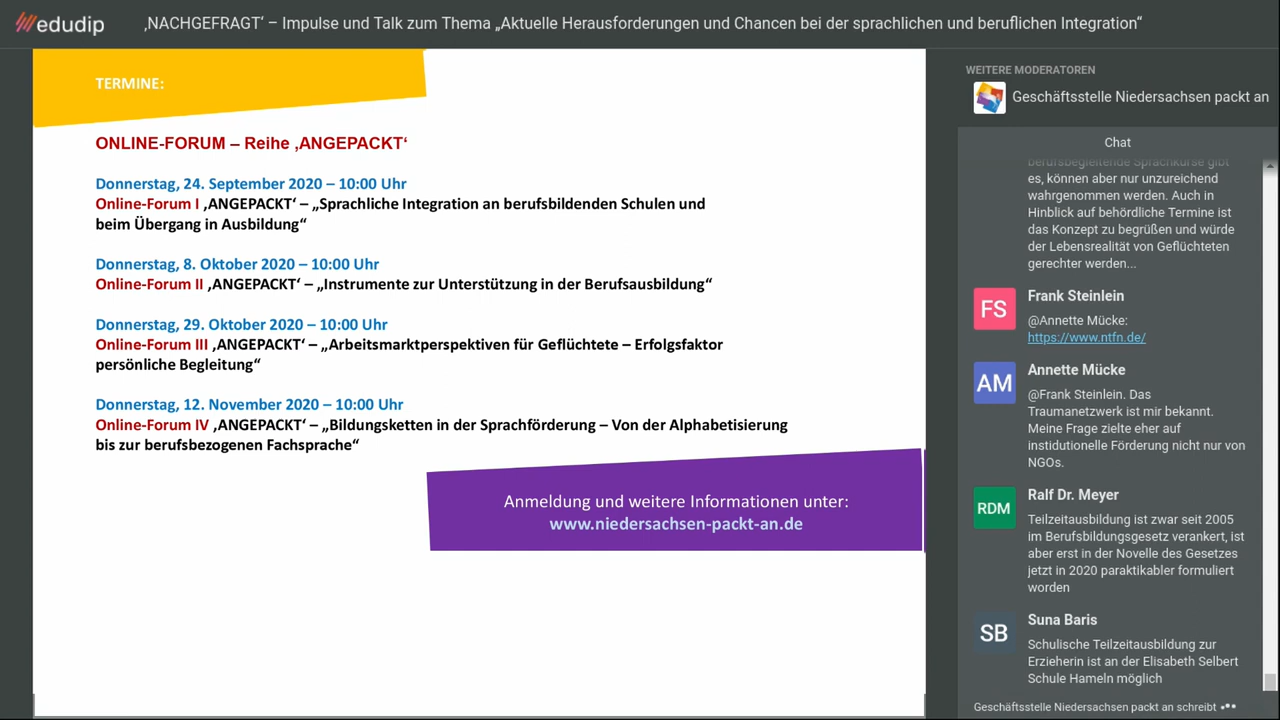 edudip
‚NACHGEFRAGT‘ – Impulse und Talk zum Thema „Aktuelle Herausforderungen und Chancen bei der sprachlichen und beruflichen Integration“
TERMINE:
ONLINE-FORUM – Reihe ‚ANGEPACKT‘
Donnerstag, 24. September 2020 – 10:00 Uhr
Online-Forum I ‚ANGEPACKT‘ – „Sprachliche Integration an berufsbildenden Schulen und
beim Übergang in Ausbildung“
Donnerstag, 8. Oktober 2020 – 10:00 Uhr
Online-Forum II ‚ANGEPACKT‘ – „Instrumente zur Unterstützung in der Berufsausbildung“
Donnerstag, 29. Oktober 2020 – 10:00 Uhr
Online-Forum III ‚ANGEPACKT‘ – „Arbeitsmarktperspektiven für Geflüchtete – Erfolgsfaktor
persönliche Begleitung“
Donnerstag, 12. November 2020 – 10:00 Uhr
Online-Forum IV ‚ANGEPACKT‘ – „Bildungsketten in der Sprachförderung – Von der Alphabetisierung
bis zur berufsbezogenen Fachsprache“
Anmeldung und weitere Informationen unter:
www.niedersachsen-packt-an.de
WEITERE MODERATOREN
Geschäftsstelle Niedersachsen packt an
Chat
berufsbegleitende Sprachkurse gibt
es, können aber nur unzureichend
wahrgenommen werden. Auch in
Hinblick auf behördliche Termine ist
das Konzept zu begrüßen und würde
der Lebensrealität von Geflüchteten
gerechter werden...
FS
Frank Steinlein
@Annette Mücke:
https://www.ntfn.de/
AM
Annette Mücke
@Frank Steinlein. Das
Traumanetzwerk ist mir bekannt.
Meine Frage zielte eher auf
instidutionelle Förderung nicht nur von
NGOs.
RDM
Ralf Dr. Meyer
Teilzeitausbildung ist zwar seit 2005
im Berufsbildungsgesetz verankert, ist
aber erst in der Novelle des Gesetzes
jetzt in 2020 paraktikabler formuliert
worden
SB
Suna Baris
Schulische Teilzeitausbildung zur
Erzieherin ist an der Elisabeth Selbert
Schule Hameln möglich
Geschäftsstelle Niedersachsen packt an schreibt